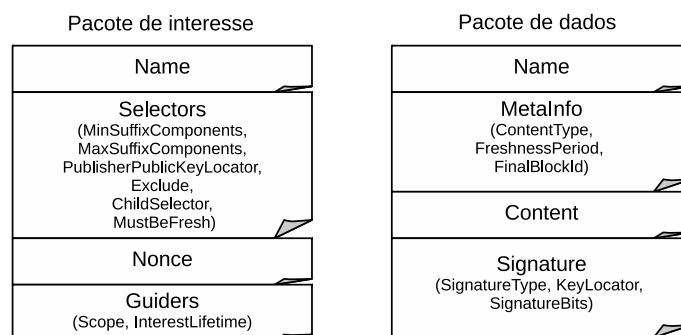 Pacote de interesse
Name
Selectors
(MinSuffixComponents,
MaxSuffixComponents,
PublisherPublicKeyLocator,
Exclude,
ChildSelector,
MustBeFresh)
Nonce
Guiders
(Scope, InterestLifetime)
Pacote de dados
Name
MetaInfo
(ContentType,
FreshnessPeriod,
FinalBlockId)
Content
Signature
(SignatureType, KeyLocator,
SignatureBits)